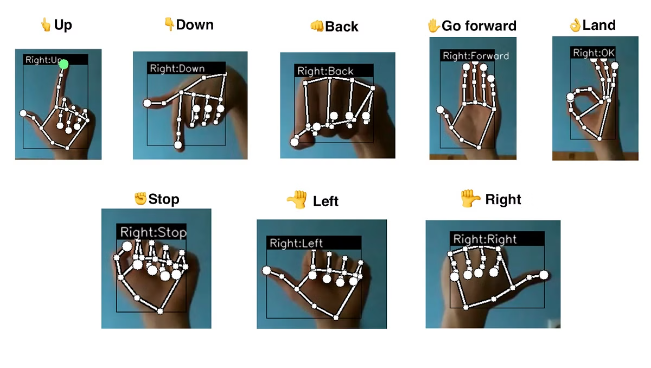 Up
Down
Back
Go forward
Land
Right:Up
Right:Down
Right:Back
Right:Forward
Right:OK
Stop
Left
Right
Right:Stop
Right:Left
Right:Right